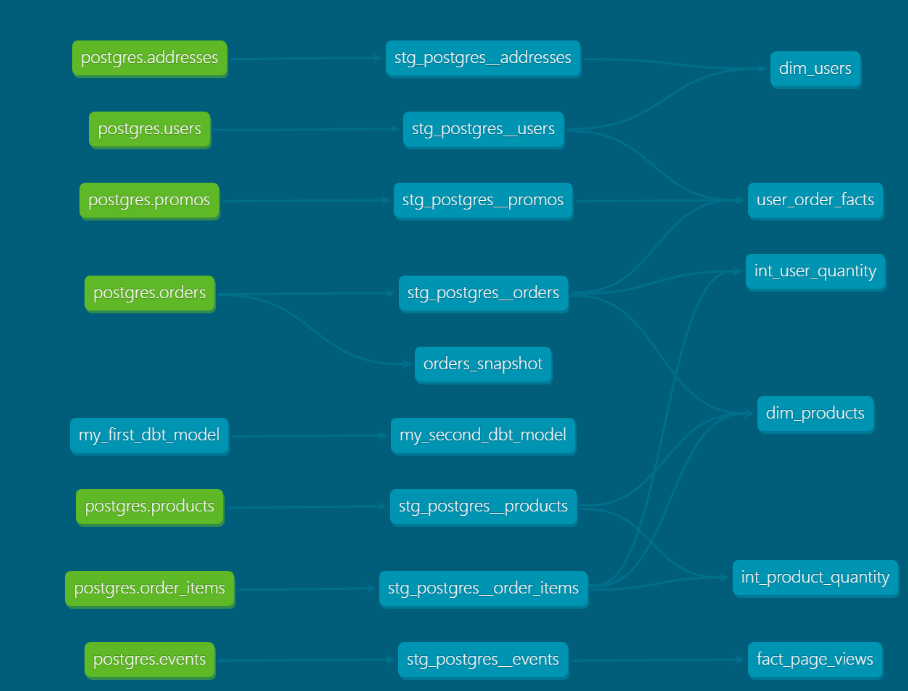 postgres.addresses
stg_postgres__addresses
dim_users
postgres.users
stg_postgres__users
postgres.promos
stg_postgres__promos
user_order_facts
int_user_quantity
postgres.orders
stg_postgres__orders
orders_snapshot
dim_products
my_first_dbt_model
my_second_dbt_model
postgres.products
stg_postgres__products
int_product_quantity
postgres.order_items
stg_postgres__order_items
postgres.events
stg_postgres__events
fact_page_views